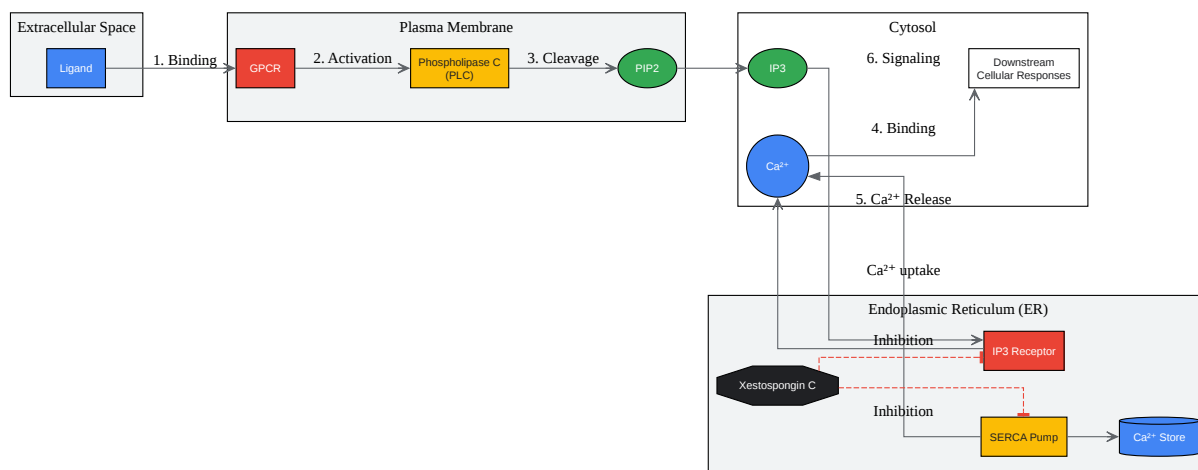 Extracellular Space
Ligand
1. Binding
Plasma Membrane
GPCR
2. Activation
Phospholipase C
(PLC)
3. Cleavage
PIP2
Cytosol
IP3
6. Signaling
Downstream
Cellular Responses
4. Binding
Ca²⁺
5. Ca²⁺ Release
Ca²⁺ uptake
Endoplasmic Reticulum (ER)
Inhibition
IP3 Receptor
Xestospongin C
Inhibition
SERCA Pump
Ca²⁺ Store